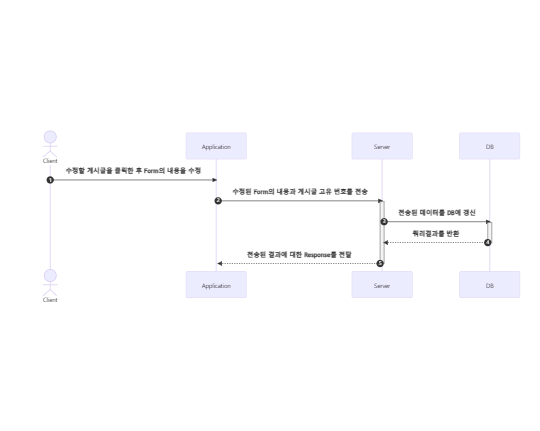 Client
Application
Server
DB
1
수정할 게시글을 클릭한 후 Form의 내용을 수정
2
수정된 Form의 내용과 게시글 고유 번호를 전송
3
전송된 데이터를 DB에 갱신
4
쿼리결과를 반환
5
전송된 결과에 대한 Response를 전달
Client
Application
Server
DB